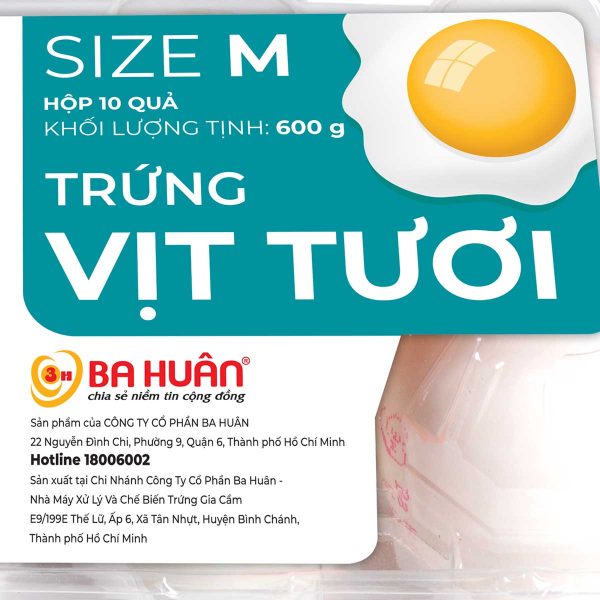 SIZE M
HỘP 10 QUẢ
KHỐI LƯỢNG TỊNH: 600 g
TRỨNG
VỊT TƯƠI
3H BA HUÂN®
chia sẻ niềm tin cộng đồng
Sản phẩm của CÔNG TY CỔ PHẦN BA HUÂN
22 Nguyễn Đình Chi, Phường 9, Quận 6, Thành phố Hồ Chí Minh
Hotline 18006002
Sản xuất tại Chi Nhánh Công Ty Cổ Phần Ba Huân -
Nhà Máy Xử Lý Và Chế Biến Trứng Gia Cầm
E9/199E Thế Lữ, Ấp 6, Xã Tân Nhựt, Huyện Bình Chánh,
Thành phố Hồ Chí Minh